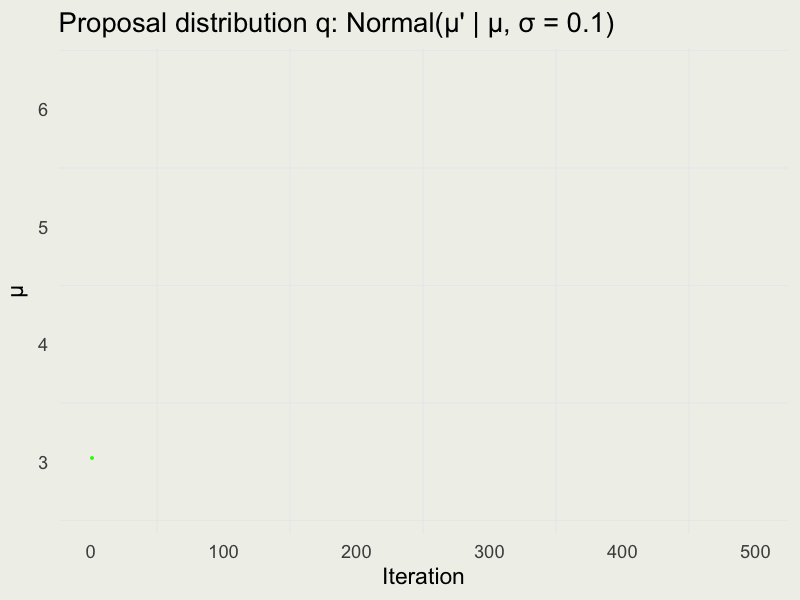 Proposal distribution q: Normal(μ' | μ, σ = 0.1)
6
5
μ
4
3
0 100 200 300 400 500
Iteration